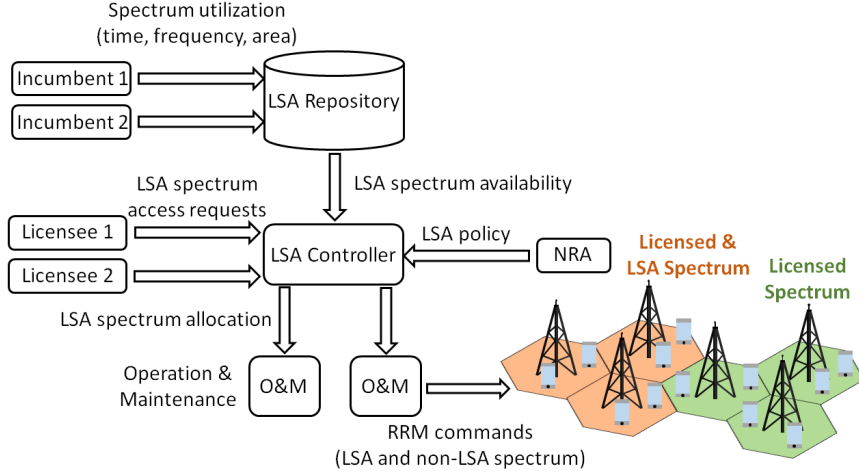 Spectrum utilization
(time, frequency, area)
Incumbent 1
Incumbent 2
LSA Repository
LSA spectrum availability
LSA spectrum
access requests
Licensee 1
Licensee 2
LSA Controller
LSA policy
NRA
Licensed &
LSA Spectrum
Licensed
Spectrum
LSA spectrum allocation
Operation &
Maintenance
O&M
O&M
RRM commands
(LSA and non-LSA spectrum)